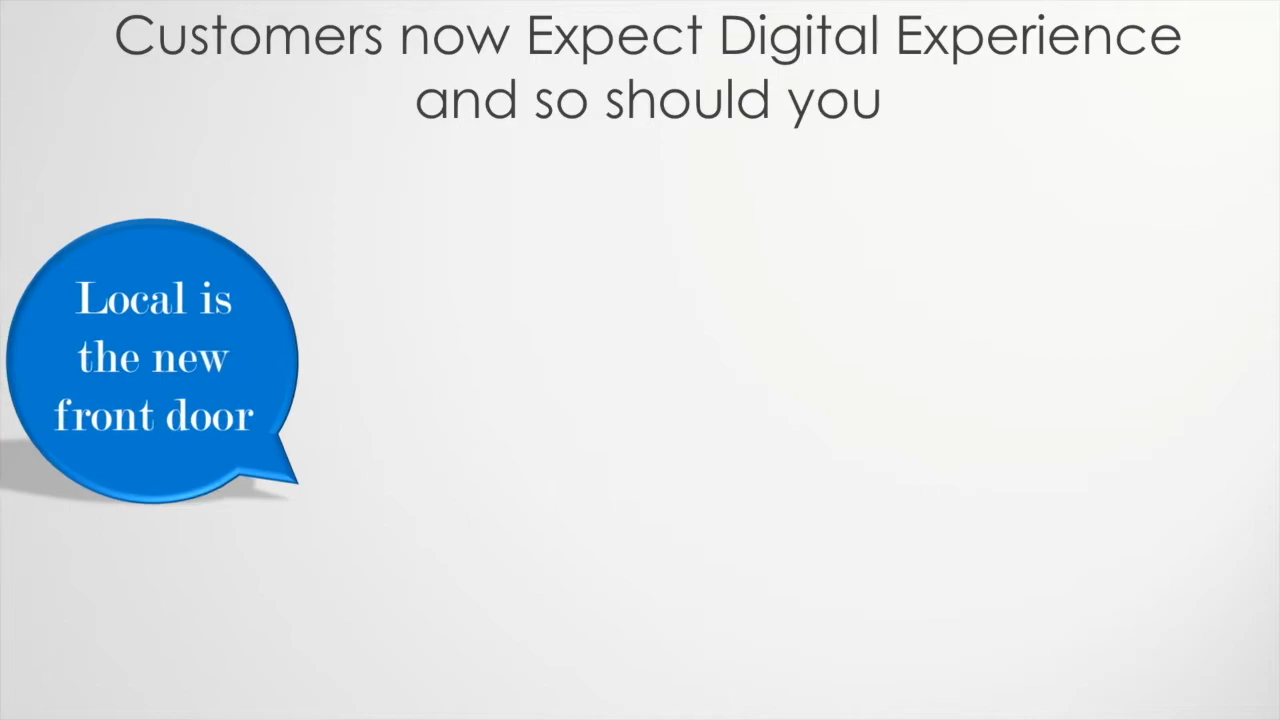 Customers now Expect Digital Experience
and so should you
Local is
the new
front door